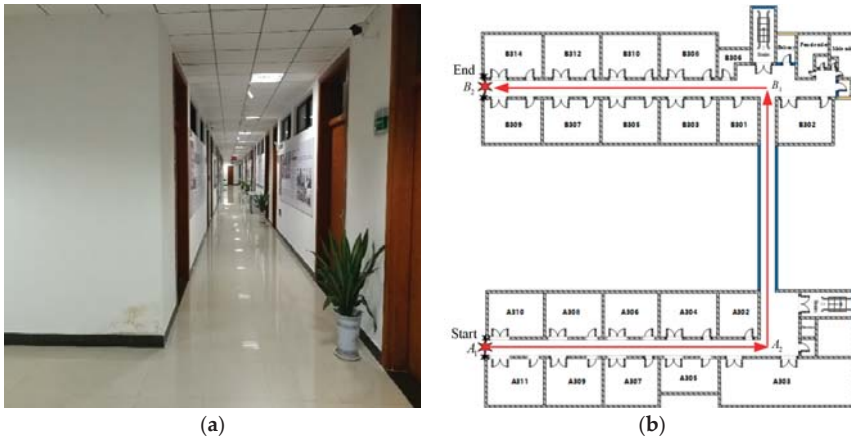 B314 B312 B310 B308
B306
End
B₂
B₁
B309 B307 B305 B303 B301 B302
A310 A308 A306 A304 A302
Start
A₁
A₂
A311 A309 A307 A305 A303
(a) (b)